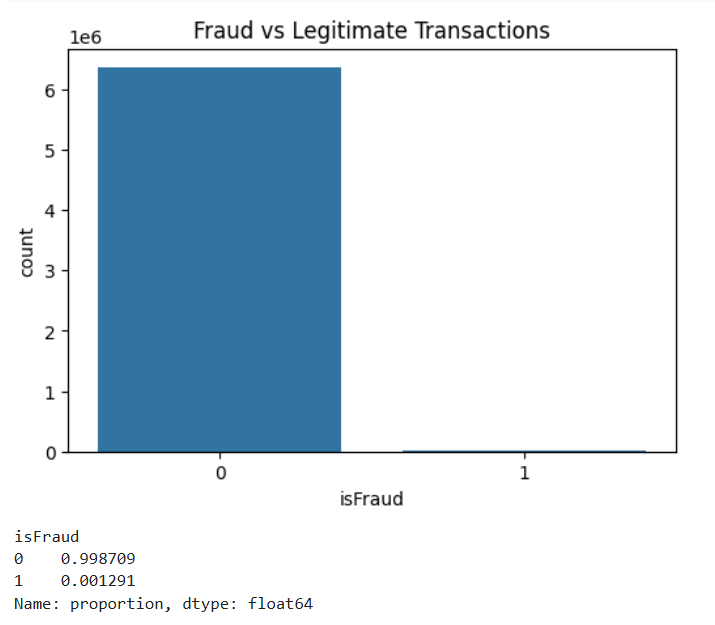 Fraud vs Legitimate Transactions
1e6
6
5
4
3
2
1
0
count
0 1
isFraud
isFraud
0 0.998709
1 0.001291
Name: proportion, dtype: float64